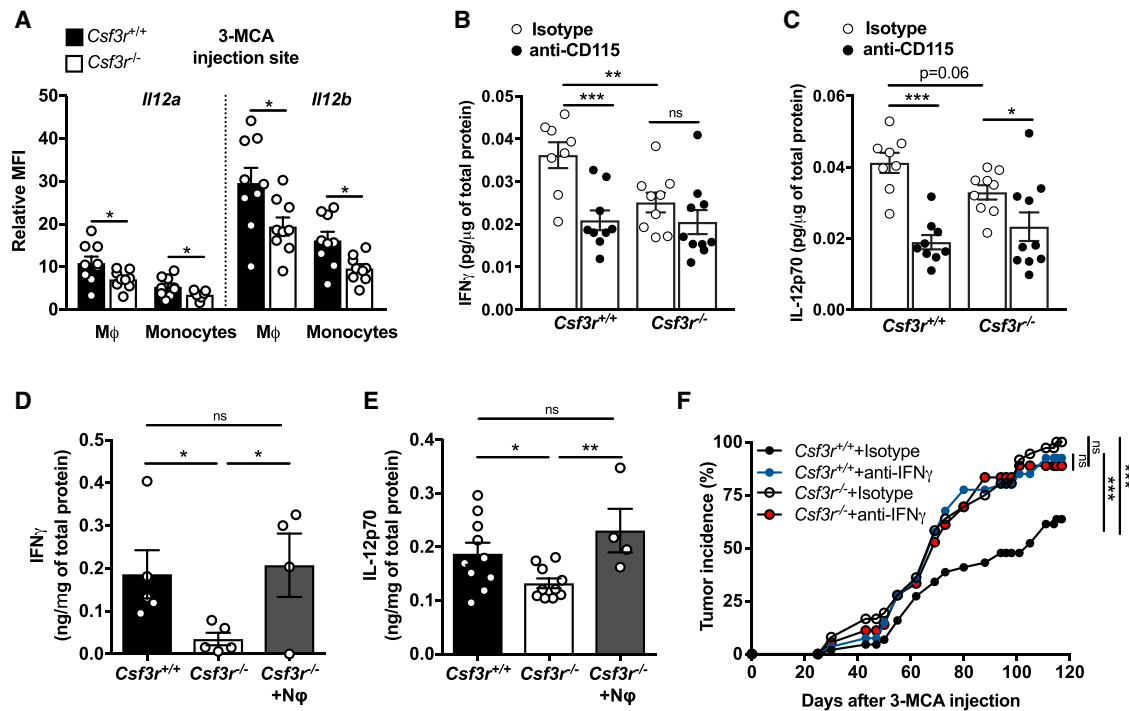 A
Csf3r+/+
Csf3r-/-
3-MCA
injection site
Il12a
Il12b
Relative MFI
50
40
30
20
10
0
*
*
*
*
Mϕ
Monocytes
Mϕ
Monocytes
B
Isotype
anti-CD115
**
***
ns
IFNγ (pg/μg of total protein)
0.05
0.04
0.03
0.02
0.01
0.00
Csf3r+/+
Csf3r-/-
C
Isotype
anti-CD115
p=0.06
***
*
IL-12p70 (pg/μg of total protein)
0.06
0.04
0.02
0.00
Csf3r+/+
Csf3r-/-
D
ns
*
*
IFNγ
(ng/mg of total protein)
0.5
0.4
0.3
0.2
0.1
0.0
Csf3r+/+
Csf3r-/-
Csf3r-/-
+Nφ
E
ns
*
**
IL-12p70
(ng/mg of total protein)
0.4
0.3
0.2
0.1
0.0
Csf3r+/+
Csf3r-/-
Csf3r-/-
+Nφ
F
Csf3r+/++Isotype
Csf3r+/++anti-IFNγ
Csf3r-/-+Isotype
Csf3r-/-+anti-IFNγ
Tumor incidence (%)
100
75
50
25
0
0
20
40
60
80
100
120
Days after 3-MCA injection
ns
ns
***
***